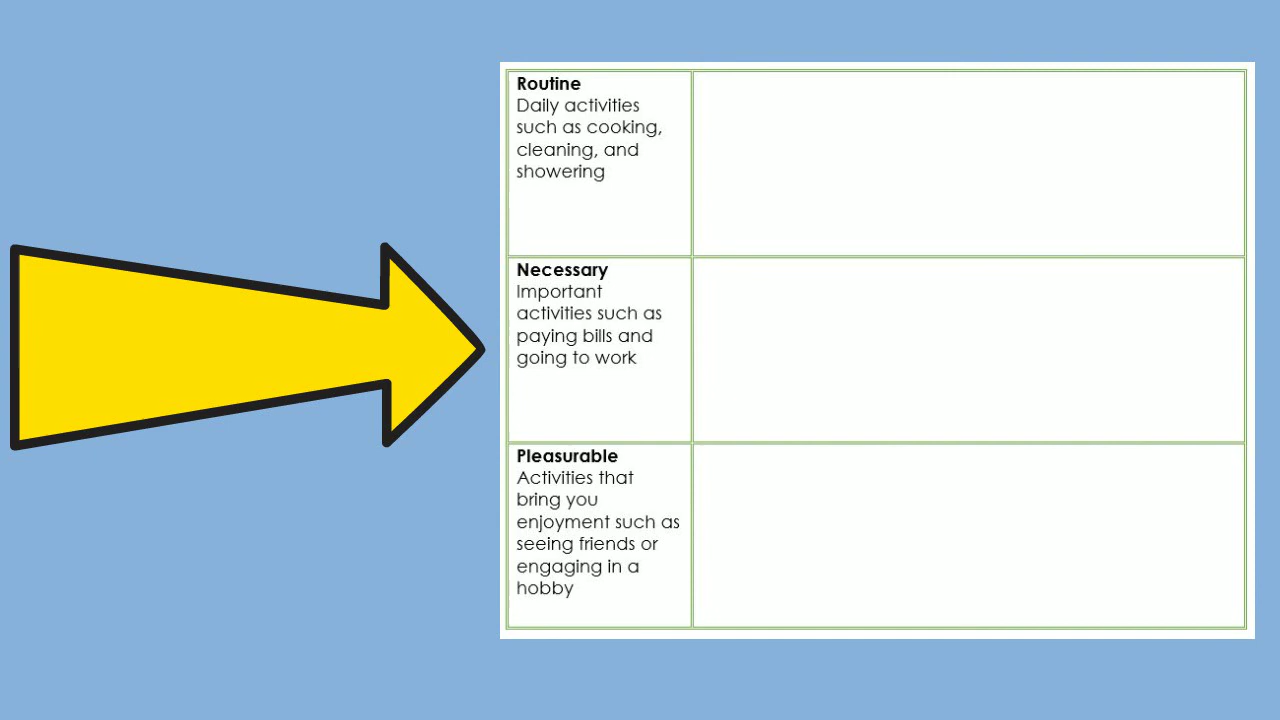 Routine
Daily activities
such as cooking,
cleaning, and
showering
Necessary
Important
activities such as
paying bills and
going to work
Pleasurable
Activities that
bring you
enjoyment such as
seeing friends or
engaging in a
hobby